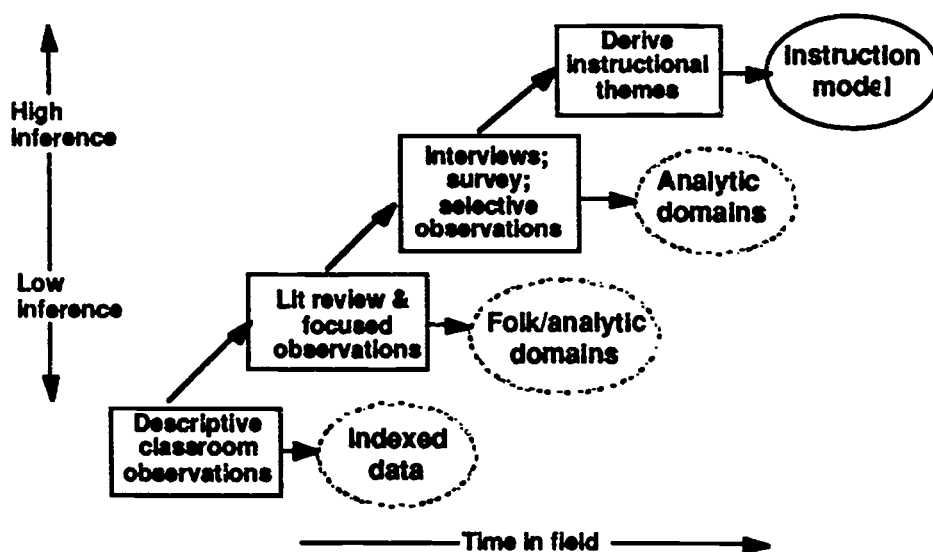 Derive
instructional
themes
Instruction
model
High
inference
Interviews;
survey;
selective
observations
Analytic
domains
Low
inference
Lit review &
focused
observations
Folk/analytic
domains
Descriptive
classroom
observations
Indexed
data
Time in field